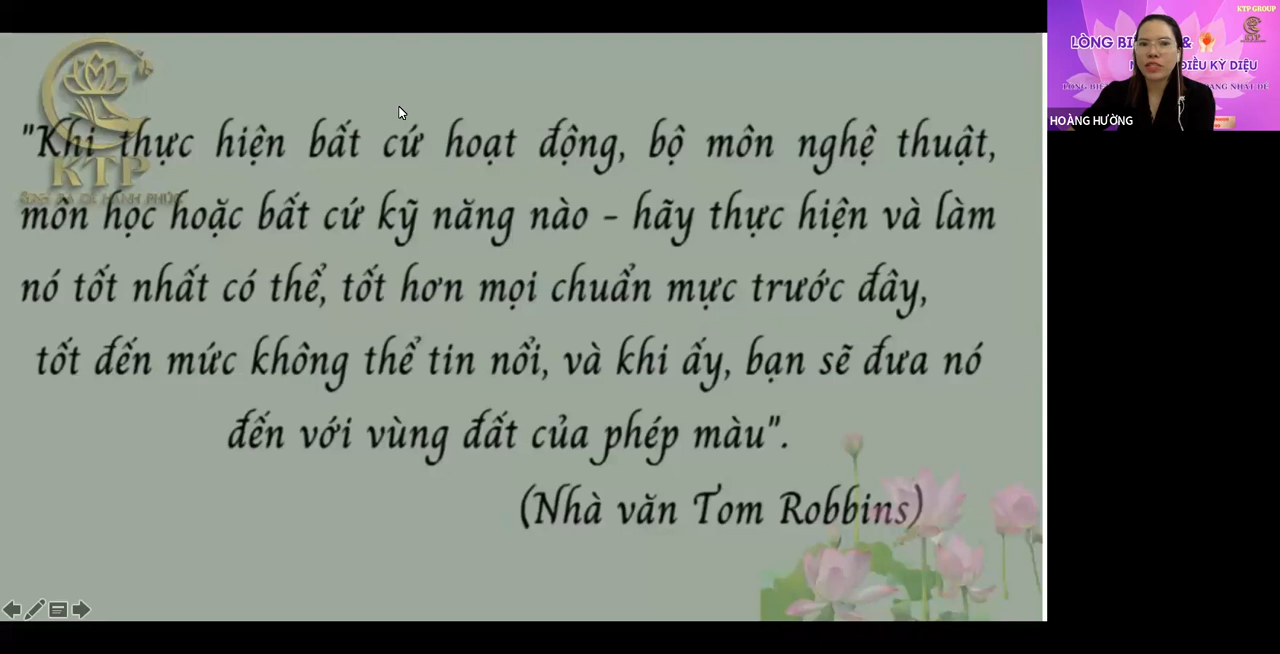 "Khi thực hiện bất cứ hoạt động, bộ môn nghệ thuật,
môn học hoặc bất cứ kỹ năng nào - hãy thực hiện và làm
nó tốt nhất có thể, tốt hơn mọi chuẩn mực trước đây,
tốt đến mức không thể tin nổi, và khi ấy, bạn sẽ đưa nó
đến với vùng đất của phép màu".
(Nhà văn Tom Robbins)
KTP
KTP GROUP
LÒNG BI &
ĐIỀU KỲ DIỆU
HOÀNG HƯỜNG